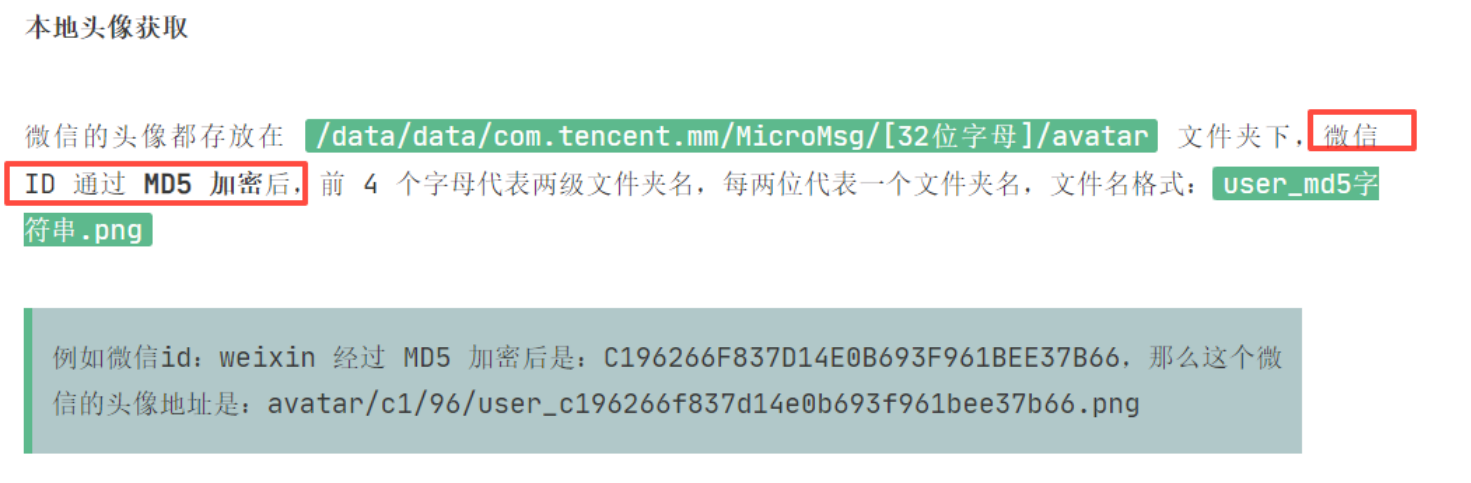 本地头像获取
微信的头像都存放在 /data/data/com.tencent.mm/MicroMsg/[32位字母]/avatar 文件夹下，微信
ID 通过 MD5 加密后，前 4 个字母代表两级文件夹名，每两位代表一个文件夹名，文件名格式：user_md5字
符串.png
例如微信id：weixin 经过 MD5 加密后是：C196266F837D14E0B693F961BEE37B66，那么这个微
信的头像地址是：avatar/c1/96/user_c196266f837d14e0b693f961bee37b66.png